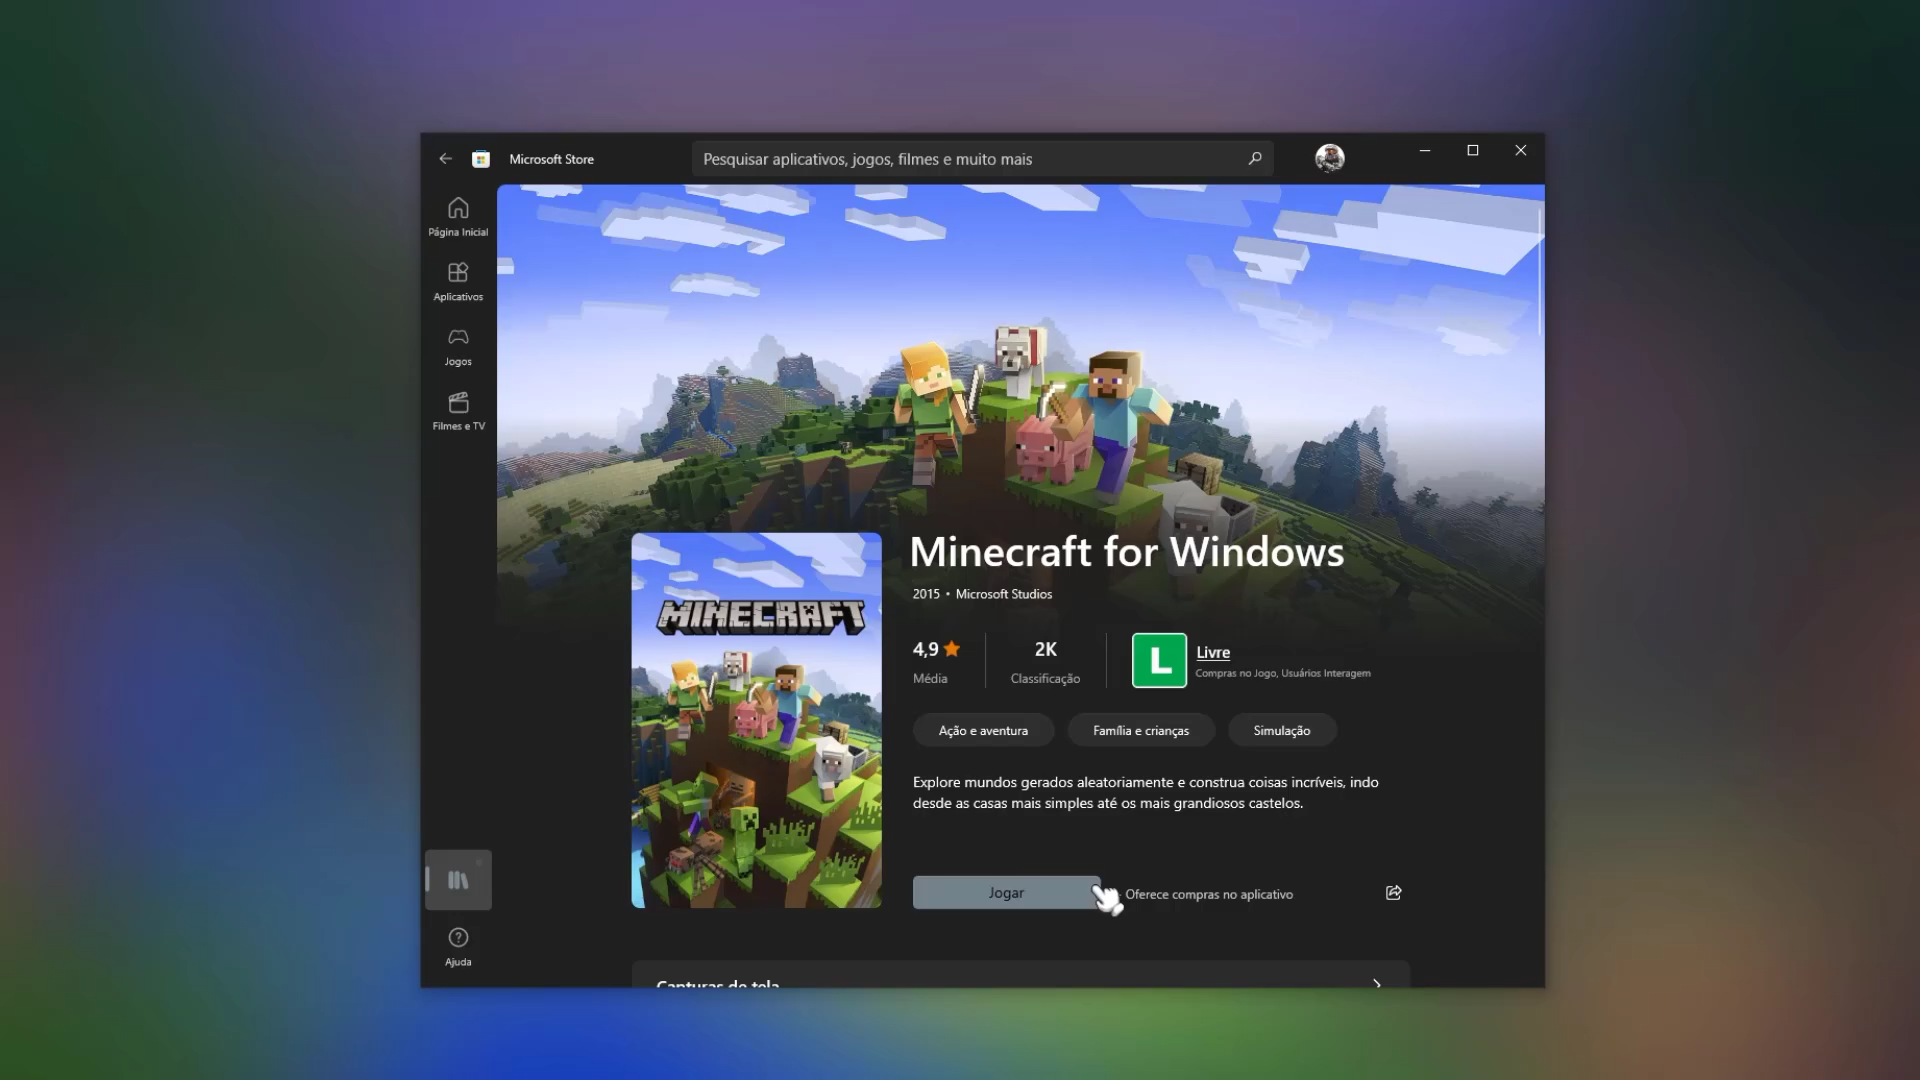 Microsoft Store
Pesquisar aplicativos, jogos, filmes e muito mais
Página Inicial
Aplicativos
Jogos
Filmes e TV
Ajuda
MINECRAFT
Minecraft for Windows
2015 • Microsoft Studios
4,9
Média
2K
Classificação
L
Livre
Compras no Jogo, Usuários Interagem
Ação e aventura
Família e crianças
Simulação
Explore mundos gerados aleatoriamente e construa coisas incríveis, indo
desde as casas mais simples até os mais grandiosos castelos.
Jogar
Oferece compras no aplicativo
Capturas de tela